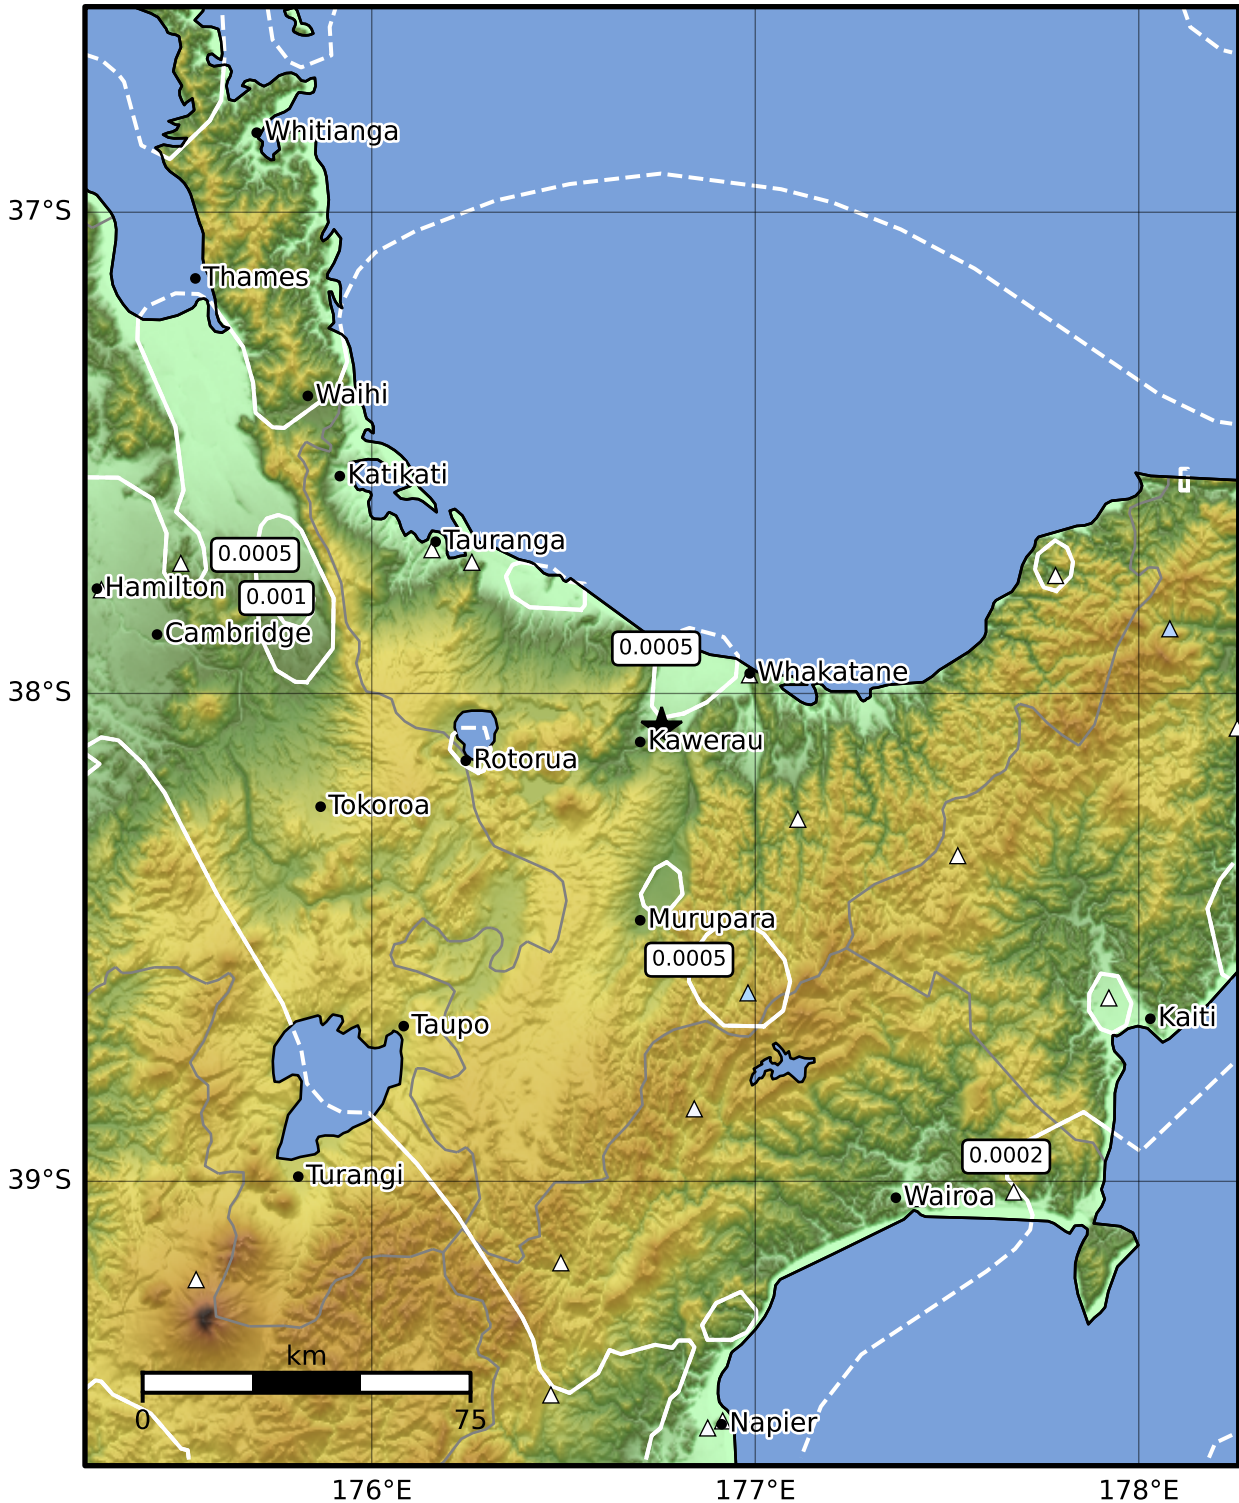 Whitianga
37°S
Thames
Waihi
Katikati
Tauranga
0.0005
Hamilton
0.001
Cambridge
0.0005
Whakatane
38°S
Kawerau
Rotorua
Tokoroa
Murupara
0.0005
Kaiti
Taupo
0.0002
39°S
Turangi
Wairoa
km
0 75
Napier
176°E 177°E 178°E